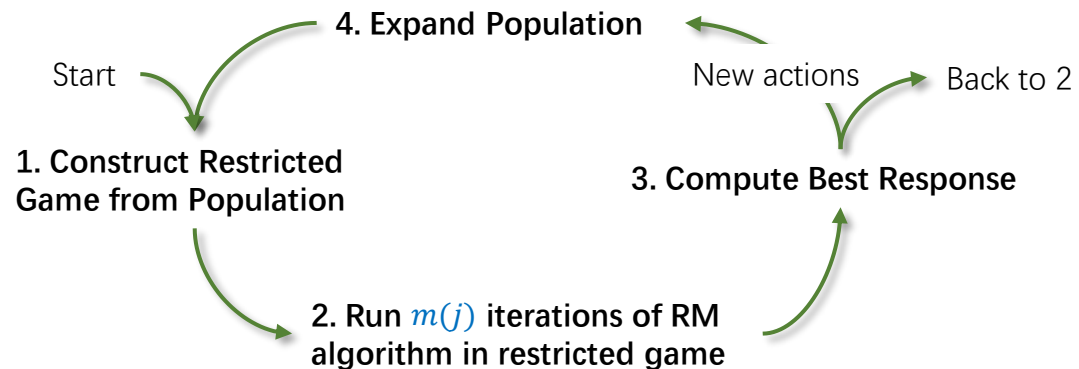 4. Expand Population
Start
New actions
Back to 2
1. Construct Restricted
Game from Population
3. Compute Best Response
2. Run m(j) iterations of RM
algorithm in restricted game